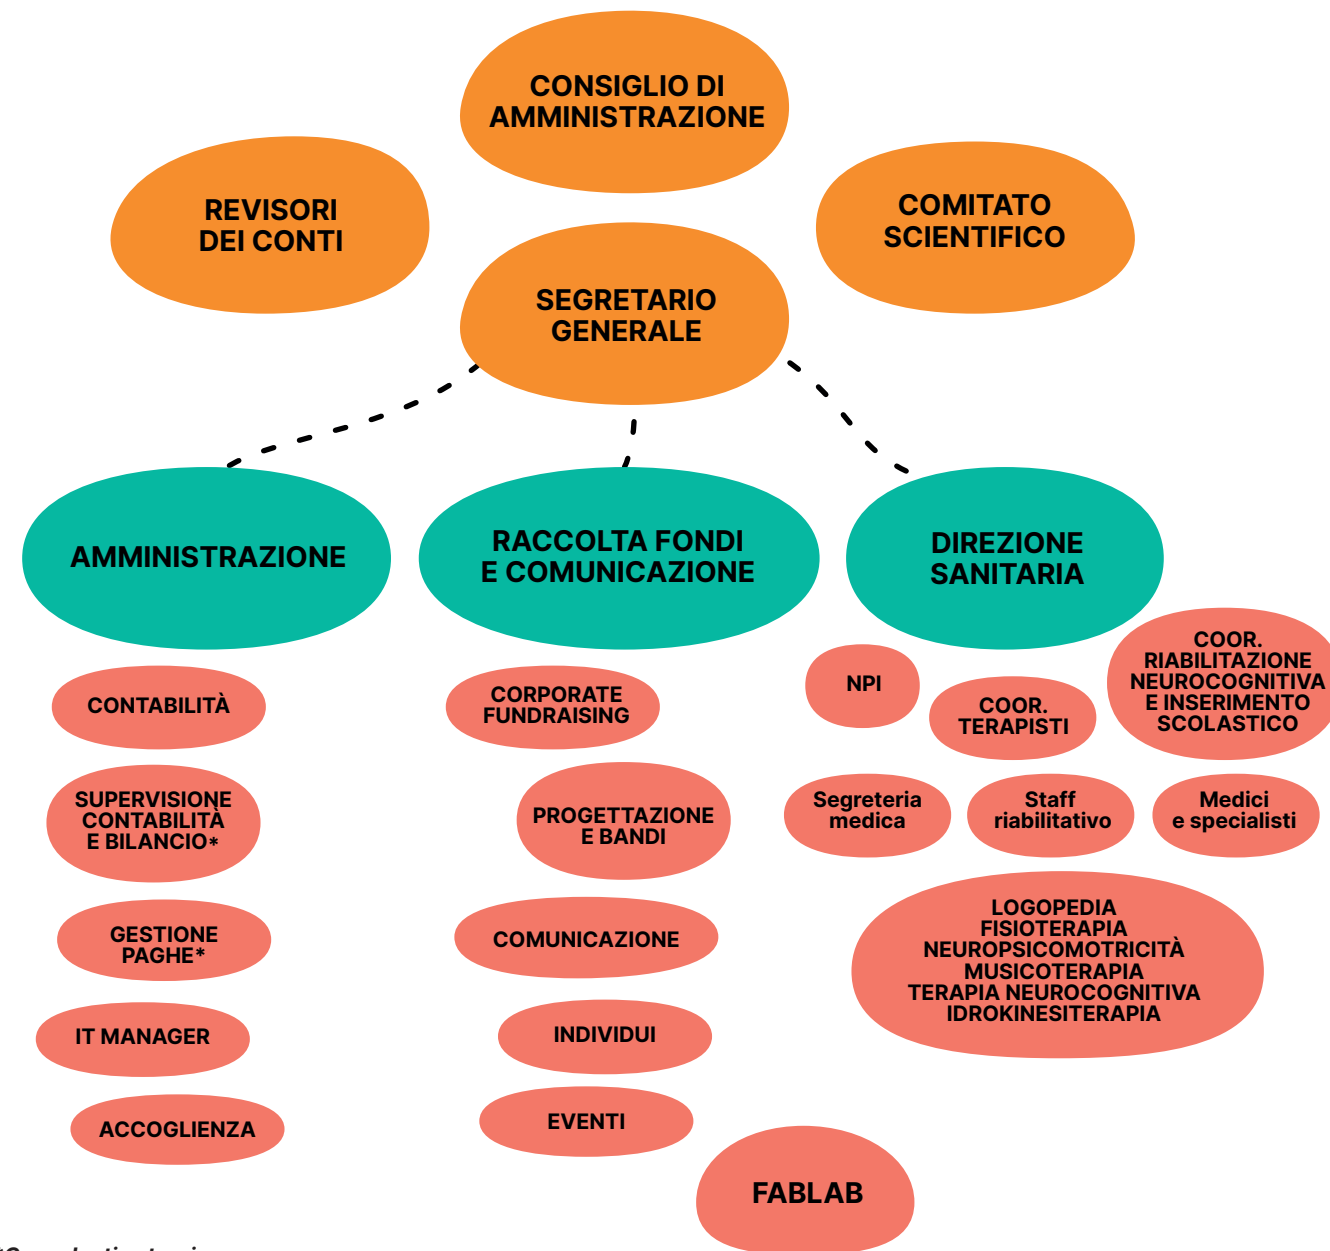 CONSIGLIO DI
AMMINISTRAZIONE
REVISORI
DEI CONTI
COMITATO
SCIENTIFICO
SEGRETARIO
GENERALE
AMMINISTRAZIONE
RACCOLTA FONDI
E COMUNICAZIONE
DIREZIONE
SANITARIA
CONTABILITÀ
SUPERVISIONE
CONTABILITÀ
E BILANCIO*
GESTIONE
PAGHE*
IT MANAGER
ACCOGLIENZA
CORPORATE
FUNDRAISING
PROGETTAZIONE
E BANDI
COMUNICAZIONE
INDIVIDUI
EVENTI
NPI
COOR.
TERAPISTI
COOR.
RIABILITAZIONE
NEUROCOGNITIVA
E INSERIMENTO
SCOLASTICO
Segreteria
medica
Staff
riabilitativo
Medici
e specialisti
LOGOPEDIA
FISIOTERAPIA
NEUROPSICOMOTRICITÀ
MUSICOTERAPIA
TERAPIA NEUROCOGNITIVA
IDROKINESITERAPIA
FABLAB